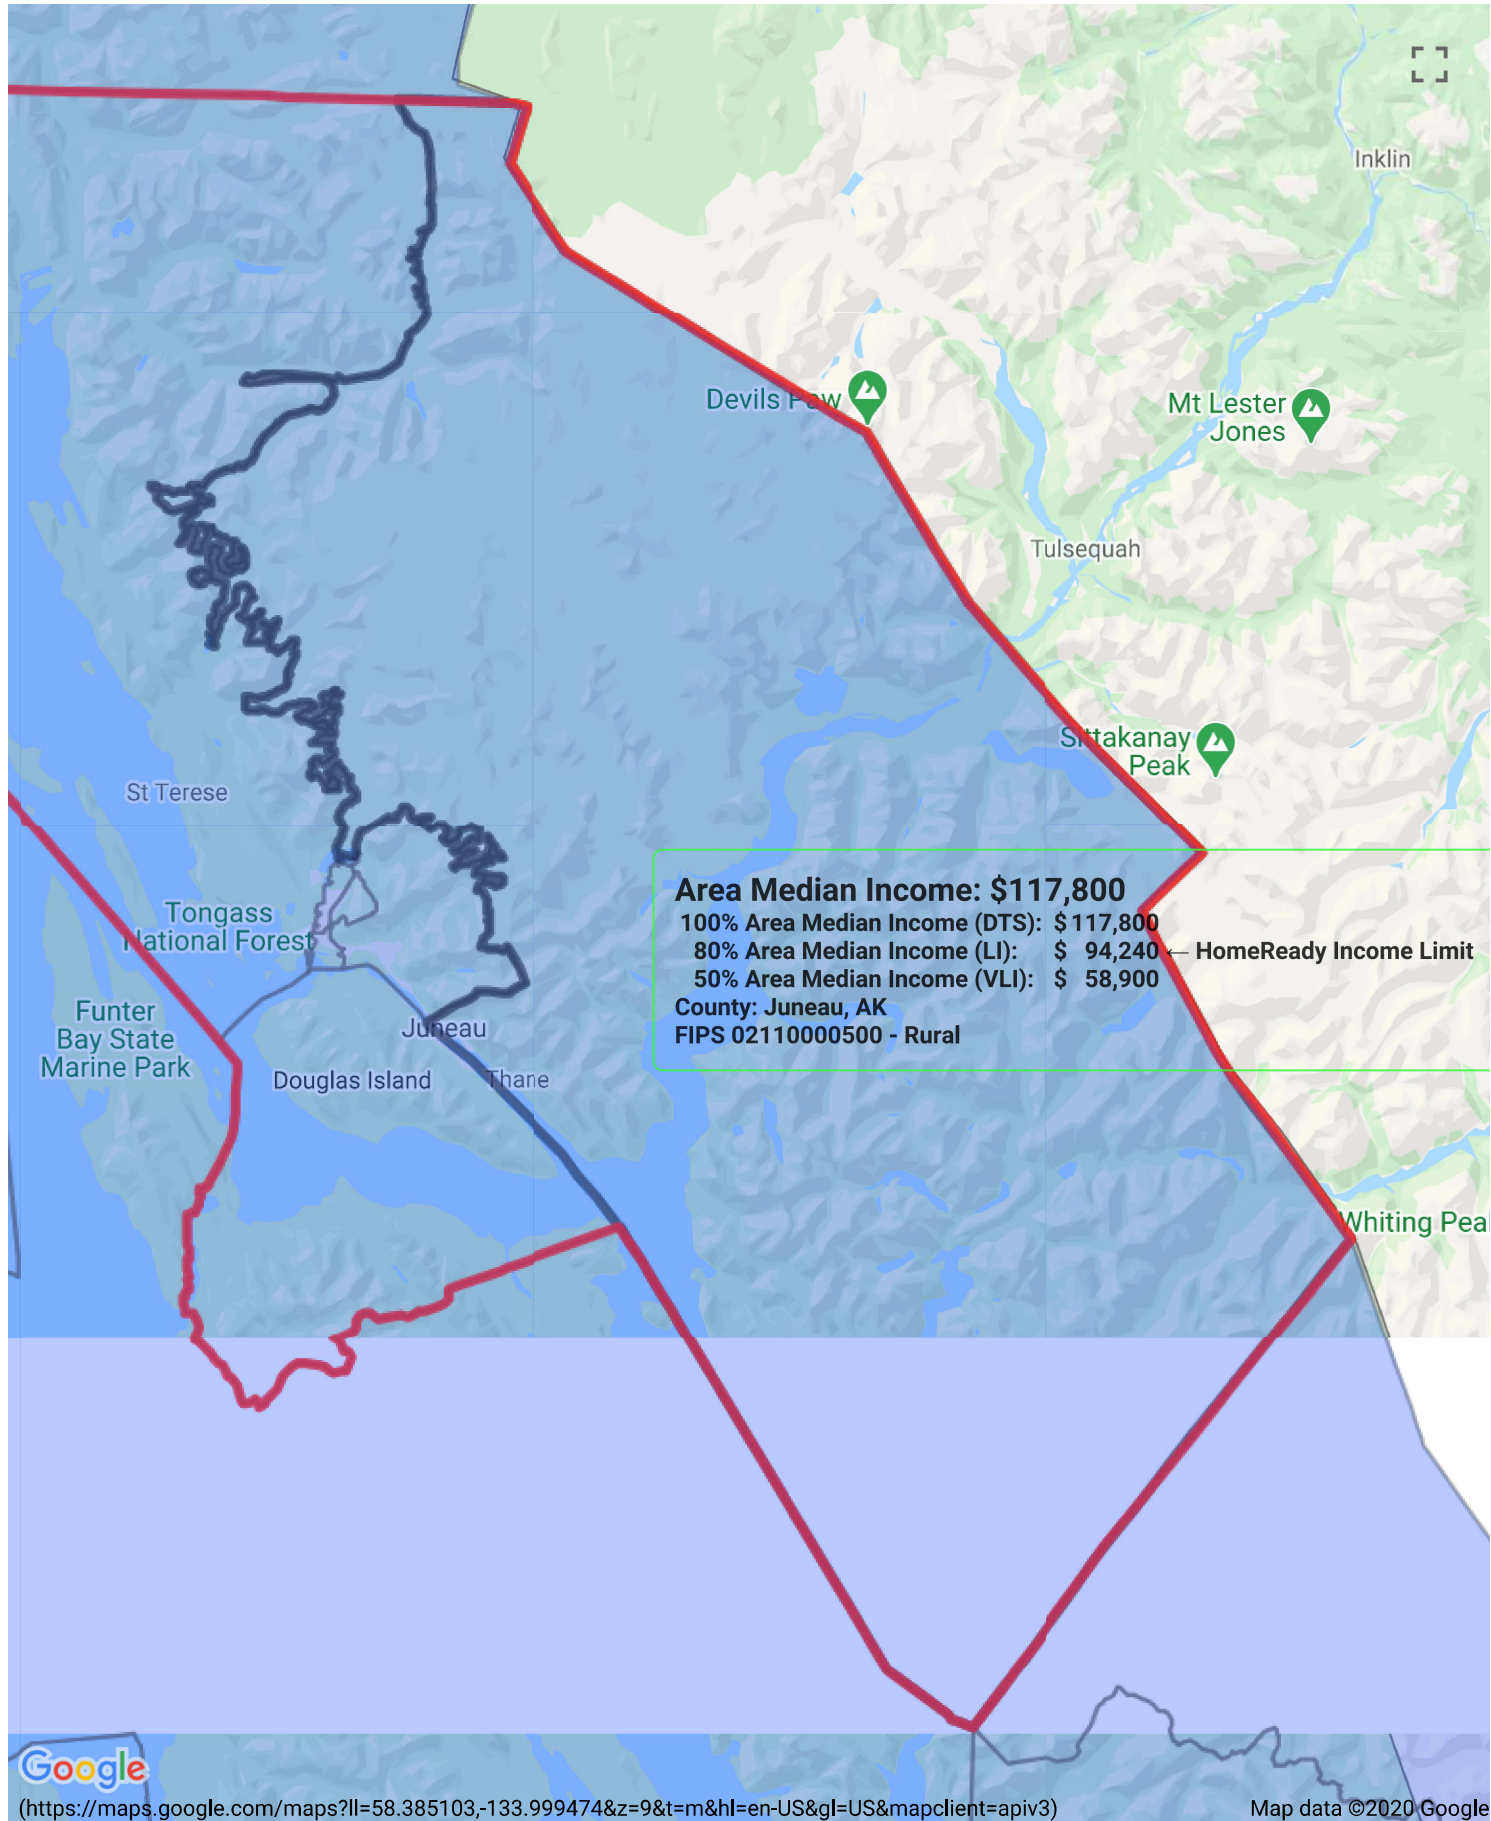 Inklin
Devils Paw
Mt Lester
Jones
Tulsequah
Sittakanay
Peak
St Terese
Area Median Income: $117,800
100% Area Median Income (DTS): $ 117,800
80% Area Median Income (LI): $ 94,240 ← HomeReady Income Limit
50% Area Median Income (VLI): $ 58,900
County: Juneau, AK
FIPS 02110000500 - Rural
Tongass
National Forest
Funter
Bay State
Marine Park
Juneau
Douglas Island
Thane
Whiting Pea
Google
(https://maps.google.com/maps?ll=58.385103,-133.999474&z=9&t=m&hl=en-US&gl=US&mapclient=apiv3)
Map data ©2020 Google